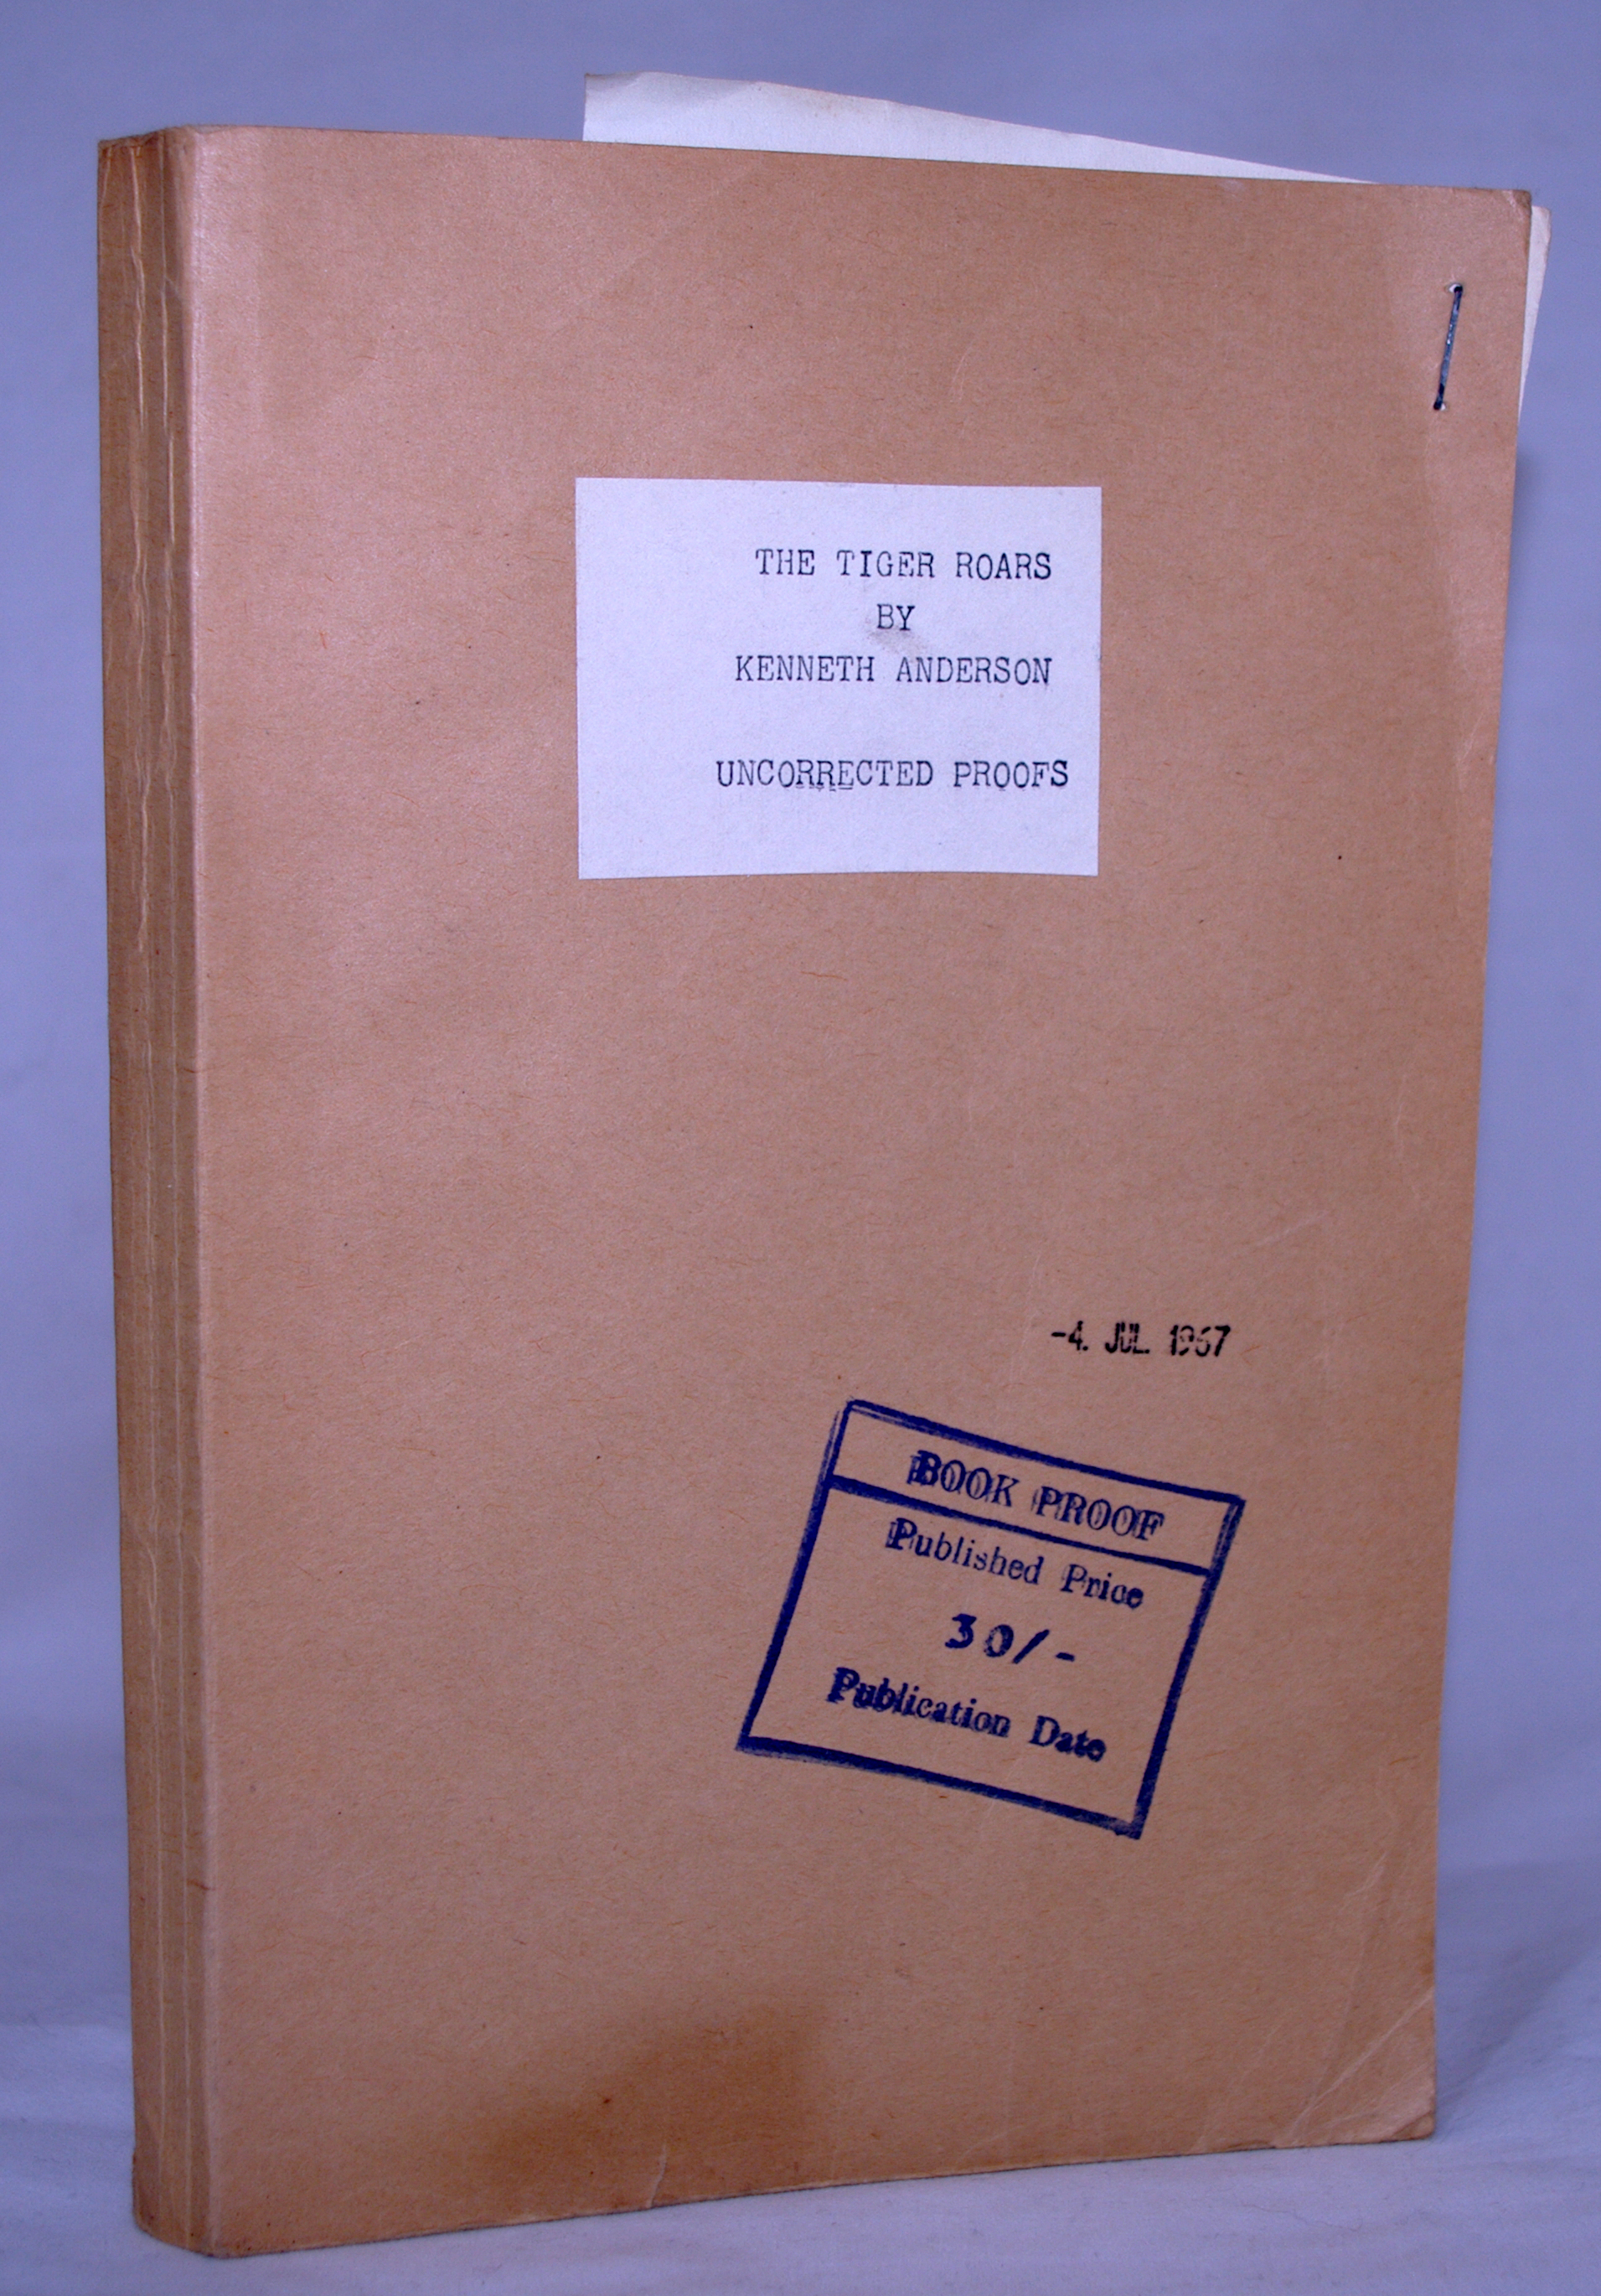 THE TIGER ROARS
BY
KENNETH ANDERSON
UNCORRECTED PROOFS
-4. JUL. 1967
BOOK PROOF
Published Price
30/-
Publication Date